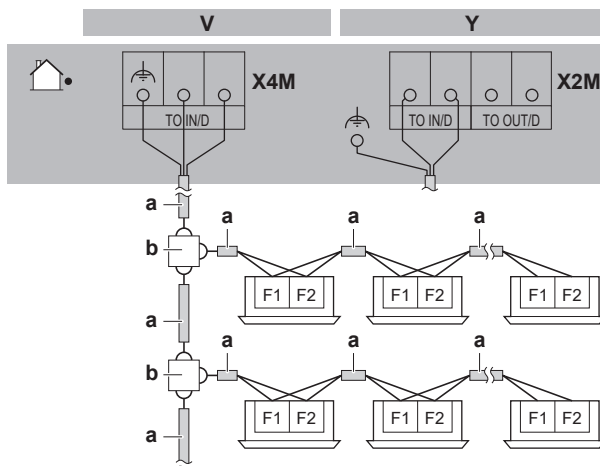 V Y
X4M X2M
TO IN/D TO IN/D TO OUT/D
a
b a a a
F1 F2 F1 F2 F1 F2
a
b a a a
F1 F2 F1 F2 F1 F2
a